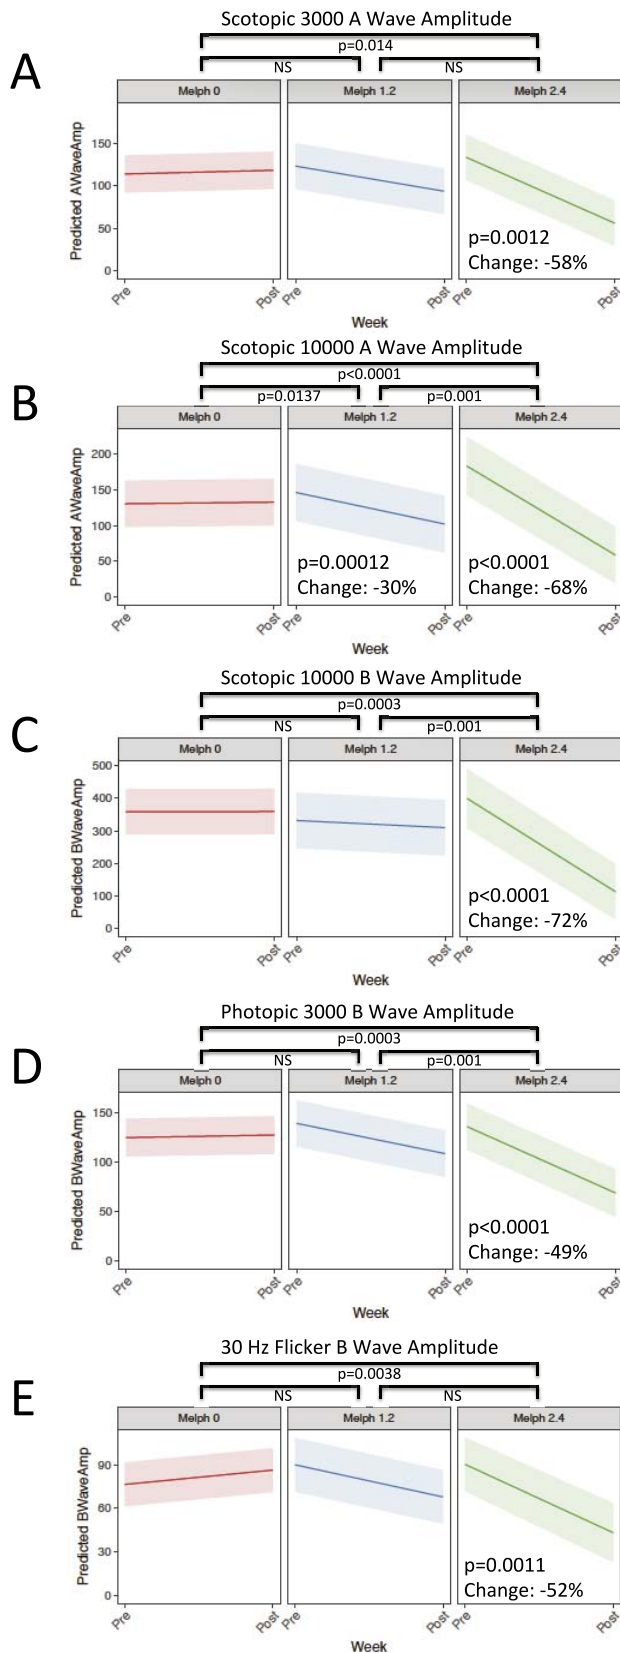 Scotopic 3000 A Wave Amplitude
p=0.014
NS NS
A
Melph 0 Melph 1.2 Melph 2.4
Predicted AWaveAmp
150
100
50
0
p=0.0012
Change: -58%
Pre Post Pre Post Pre Post
Week
Scotopic 10000 A Wave Amplitude
p<0.0001
p=0.0137 p=0.001
B
Melph 0 Melph 1.2 Melph 2.4
Predicted AWaveAmp
200
150
100
50
0
p=0.00012 p<0.0001
Change: -30% Change: -68%
Pre Post Pre Post Pre Post
Week
Scotopic 10000 B Wave Amplitude
p=0.0003
NS p=0.001
C
Melph 0 Melph 1.2 Melph 2.4
Predicted BWaveAmp
500
400
300
200
100
0
p<0.0001
Change: -72%
Pre Post Pre Post Pre Post
Week
Photopic 3000 B Wave Amplitude
p=0.0003
NS p=0.001
D
Melph 0 Melph 1.2 Melph 2.4
Predicted BWaveAmp
150
100
50
0
p<0.0001
Change: -49%
Pre Post Pre Post Pre Post
Week
30 Hz Flicker B Wave Amplitude
p=0.0038
NS NS
E
Melph 0 Melph 1.2 Melph 2.4
Predicted BWaveAmp
90
60
30
0
p=0.0011
Change: -52%
Pre Post Pre Post Pre Post
Week